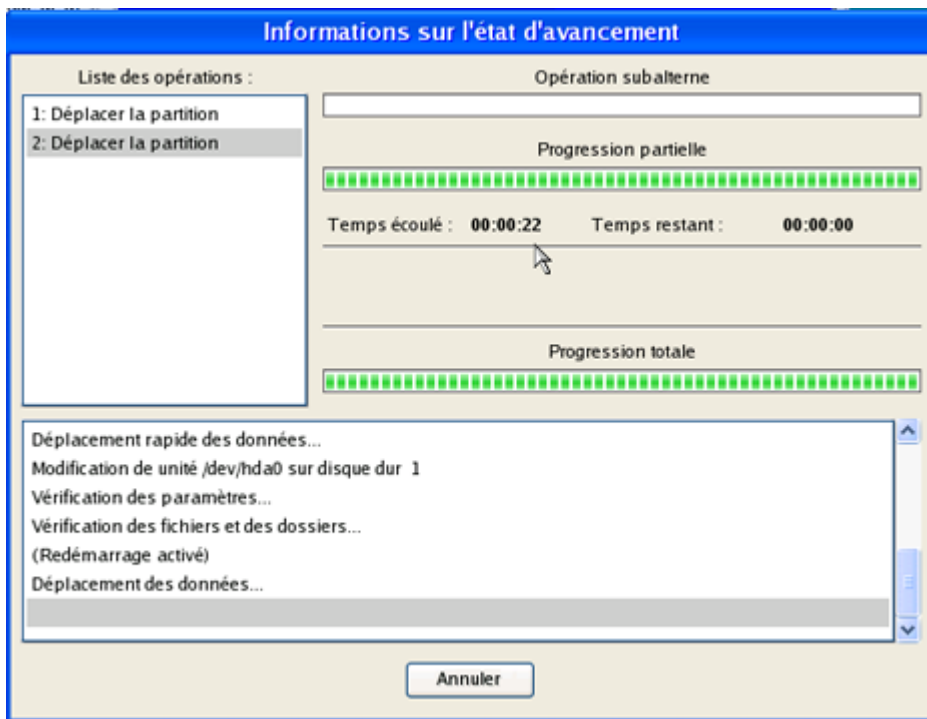 Informations sur l'état d'avancement
Liste des opérations :
1: Déplacer la partition
2: Déplacer la partition
Opération subalterne
Progression partielle
Temps écoulé : 00:00:22 Temps restant : 00:00:00
Progression totale
Déplacement rapide des données...
Modification de unité /dev/hda0 sur disque dur 1
Vérification des paramètres...
Vérification des fichiers et des dossiers...
(Redémarrage activé)
Déplacement des données...
Annuler